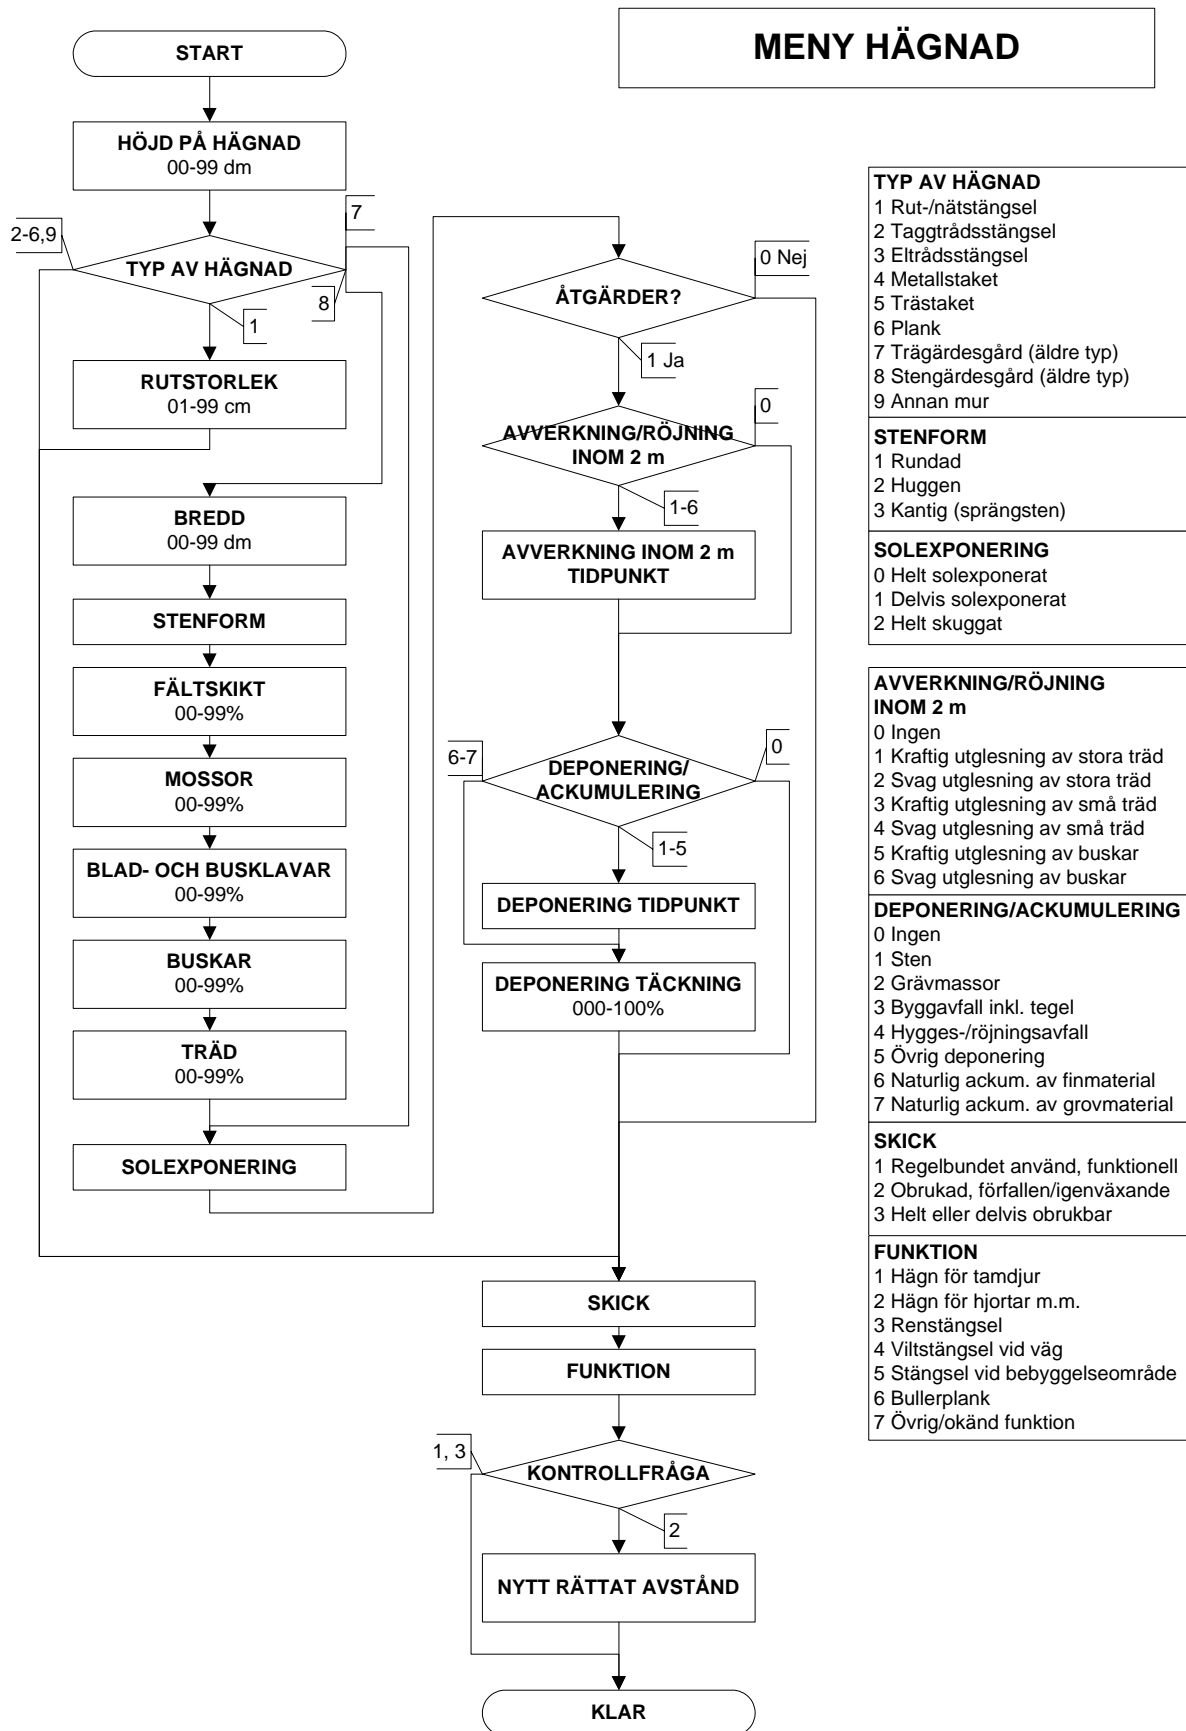 MENY HÄGNAD
START
HÖJD PÅ HÄGNAD
00-99 dm
2-6,9
7
TYP AV HÄGNAD
8
1
RUTSTORLEK
01-99 cm
BREDD
00-99 dm
STENFORM
FÄLTSKIKT
00-99%
MOSSOR
00-99%
BLAD- OCH BUSKLAVAR
00-99%
BUSKAR
00-99%
TRÄD
00-99%
SOLEXPONERING
0 Nej
ÅTGÄRDER?
1 Ja
0
AVVERKNING/RÖJNING
INOM 2 m
1-6
AVVERKNING INOM 2 m
TIDPUNKT
6-7
0
DEPONERING/
ACKUMULERING
1-5
DEPONERING TIDPUNKT
DEPONERING TÄCKNING
000-100%
SKICK
FUNKTION
1, 3
KONTROLLFRÅGA
2
NYTT RÄTTAT AVSTÅND
KLAR
TYP AV HÄGNAD
1 Rut-/nätstängsel
2 Taggtrådsstängsel
3 Eltrådsstängsel
4 Metallstaket
5 Trästaket
6 Plank
7 Trägärdesgård (äldre typ)
8 Stengärdesgård (äldre typ)
9 Annan mur
STENFORM
1 Rundad
2 Huggen
3 Kantig (sprängsten)
SOLEXPONERING
0 Helt solexponerat
1 Delvis solexponerat
2 Helt skuggat
AVVERKNING/RÖJNING
INOM 2 m
0 Ingen
1 Kraftig utglesning av stora träd
2 Svag utglesning av stora träd
3 Kraftig utglesning av små träd
4 Svag utglesning av små träd
5 Kraftig utglesning av buskar
6 Svag utglesning av buskar
DEPONERING/ACKUMULERING
0 Ingen
1 Sten
2 Grävmassor
3 Byggavfall inkl. tegel
4 Hygges-/röjningsavfall
5 Övrig deponering
6 Naturlig ackum. av finmaterial
7 Naturlig ackum. av grovmaterial
SKICK
1 Regelbundet använd, funktionell
2 Obrukad, förfallen/igenväxande
3 Helt eller delvis obrukbar
FUNKTION
1 Hägn för tamdjur
2 Hägn för hjortar m.m.
3 Renstängsel
4 Viltstängsel vid väg
5 Stängsel vid bebyggelseområde
6 Bullerplank
7 Övrig/okänd funktion